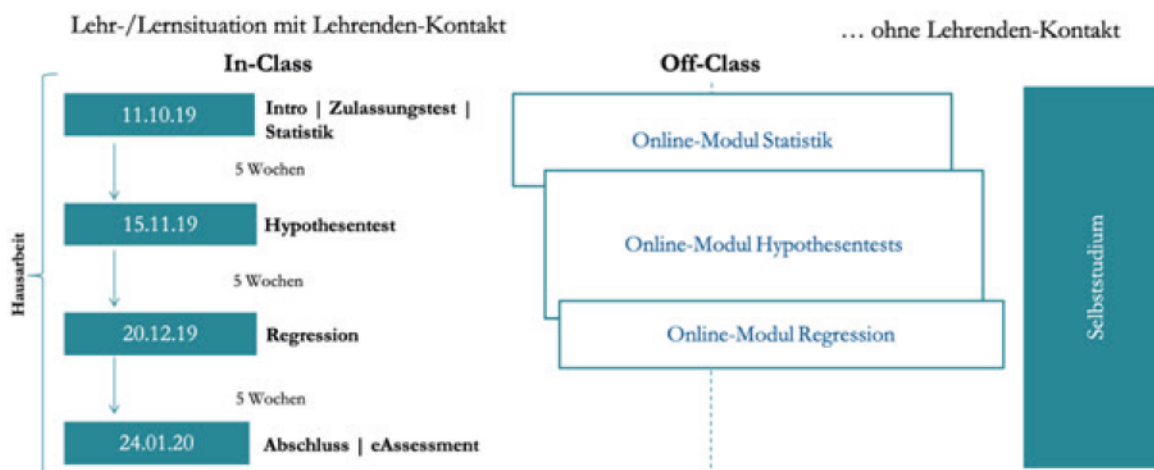 Lehr-/Lernsituation mit Lehrenden-Kontakt
… ohne Lehrenden-Kontakt
In-Class
Off-Class
11.10.19
Intro | Zulassungstest |
Statistik
5 Wochen
15.11.19
Hypothesentest
5 Wochen
20.12.19
Regression
5 Wochen
24.01.20
Abschluss | eAssessment
Hausarbeit
Online-Modul Statistik
Online-Modul Hypothesentests
Online-Modul Regression
Selbststudium